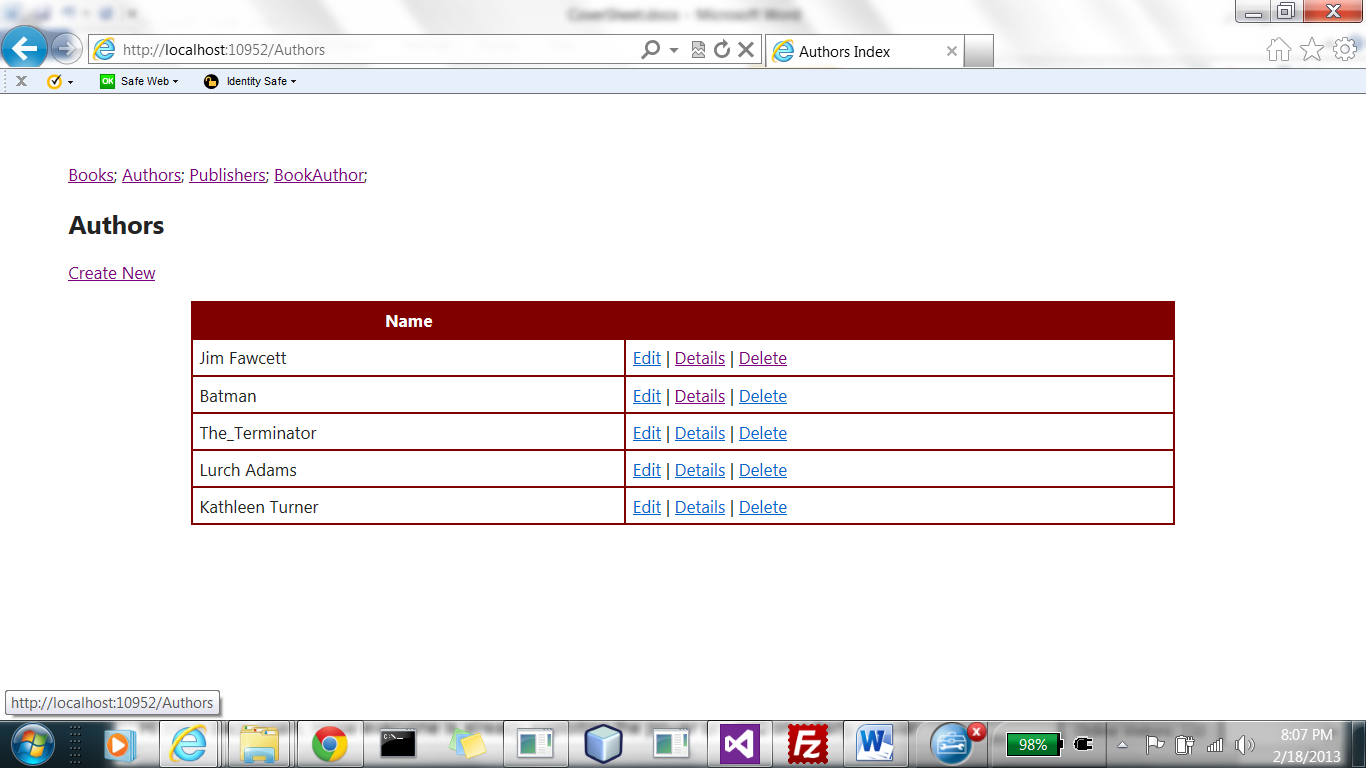 CoverSheet.docx - Microsoft Word
http://localhost:10952/Authors
Authors Index
OK Safe Web
Identity Safe
Books; Authors; Publishers; BookAuthor;
Authors
Create New
Name
Jim Fawcett Edit | Details | Delete
Batman Edit | Details | Delete
The_Terminator Edit | Details | Delete
Lurch Adams Edit | Details | Delete
Kathleen Turner Edit | Details | Delete
http://localhost:10952/Authors
98%
8:07 PM
2/18/2013